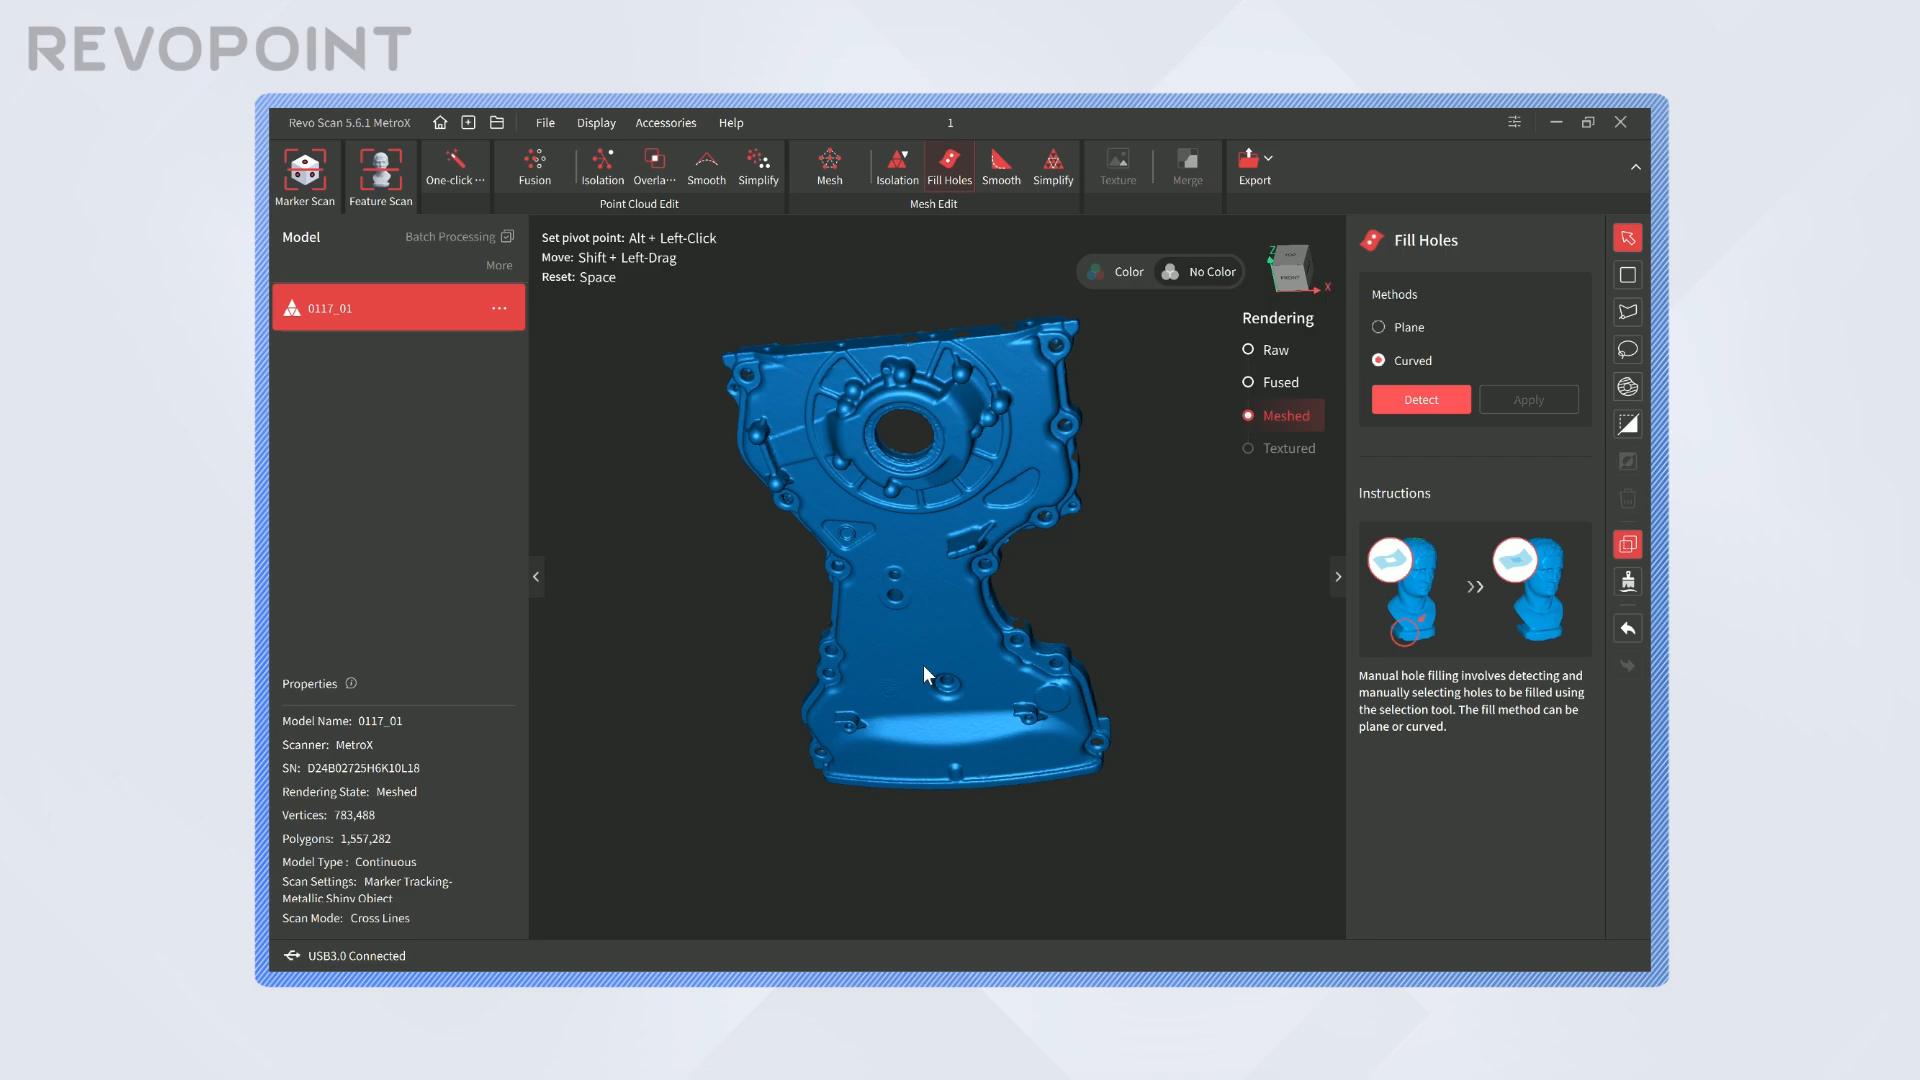 REVOPOINT
Revo Scan 5.6.1 MetroX
File Display Accessories Help
1
Marker Scan
Feature Scan
One-click ···
Fusion
Isolation
Overla···
Smooth
Simplify
Point Cloud Edit
Mesh
Isolation
Fill Holes
Smooth
Simplify
Mesh Edit
Texture
Merge
Export
Model
Batch Processing
More
0117_01
Set pivot point: Alt + Left-Click
Move: Shift + Left-Drag
Reset: Space
Color
No Color
Z
TOP
FRONT
X
Rendering
Raw
Fused
Meshed
Textured
Fill Holes
Methods
Plane
Curved
Detect
Apply
Instructions
Manual hole filling involves detecting and
manually selecting holes to be filled using
the selection tool. The fill method can be
plane or curved.
Properties
Model Name: 0117_01
Scanner: MetroX
SN: D24B02725H6K10L18
Rendering State: Meshed
Vertices: 783,488
Polygons: 1,557,282
Model Type : Continuous
Scan Settings: Marker Tracking-
Metallic Shiny Object
Scan Mode: Cross Lines
USB3.0 Connected